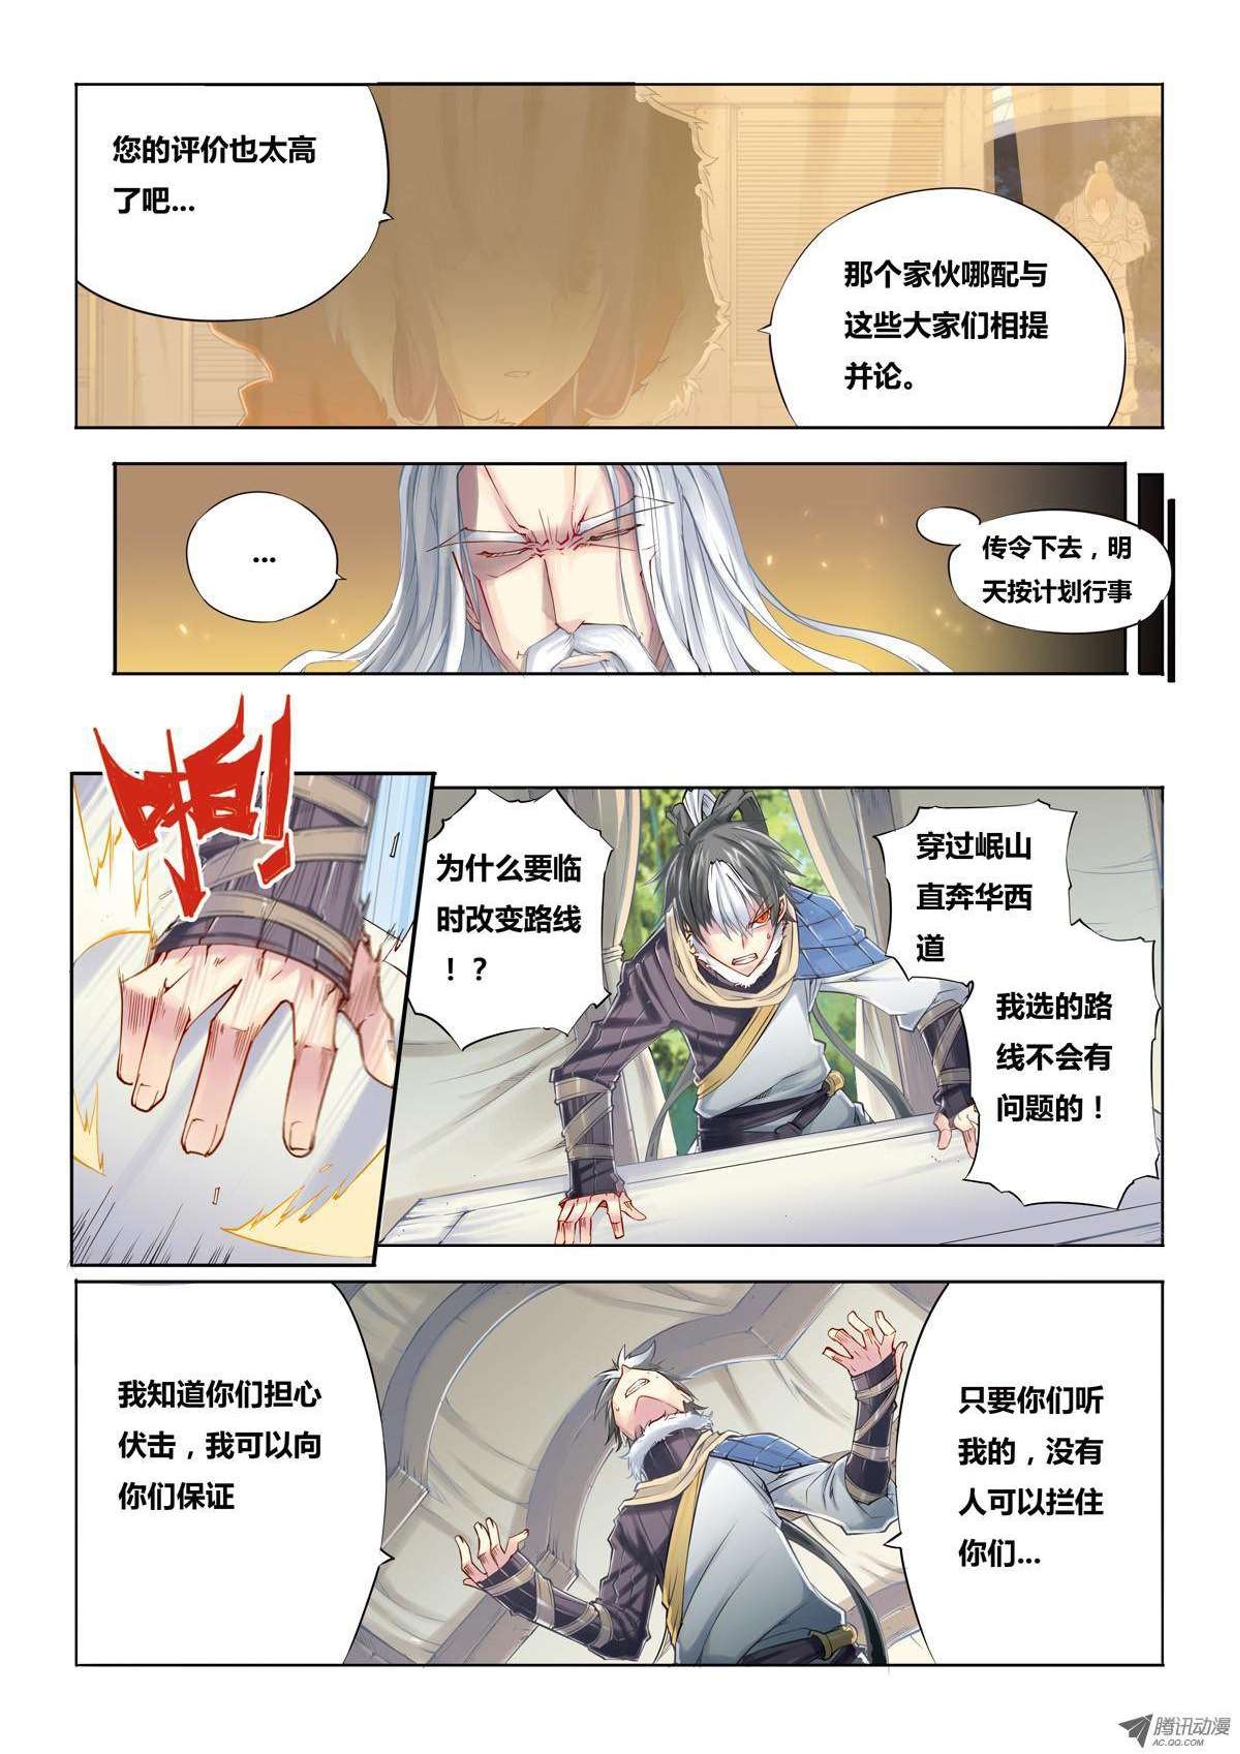 您的评价也太高
了吧...
那个家伙哪配与
这些大家们相提
并论。
...
传令下去，明
天按计划行事
啪!
为什么要临
时改变路线
！？
穿过岷山
直奔华西
道
我选的路
线不会有
问题的！
我知道你们担心
伏击，我可以向
你们保证
只要你们听
我的，没有
人可以拦住
你们...
腾讯动漫
AC.QQ.COM